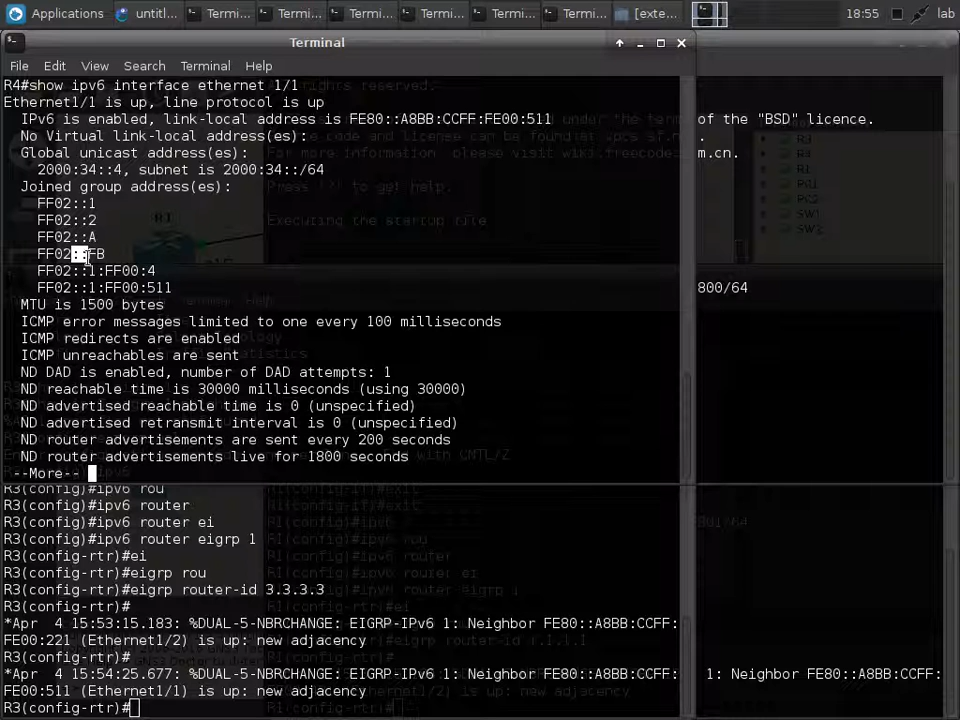 Applications
untitl...
Termi...
Termi...
Termi...
Termi...
Termi...
Termi...
[exte...
18:55
lab
Terminal
File Edit View Search Terminal Help
R4#show ipv6 interface ethernet 1/1
Ethernet1/1 is up, line protocol is up
IPv6 is enabled, link-local address is FE80::A8BB:CCFF:FE00:511
No Virtual link-local address(es):
Global unicast address(es):
2000:34::4, subnet is 2000:34::/64
Joined group address(es):
FF02::1
FF02::2
FF02::A
FF02::FB
FF02::1:FF00:4
FF02::1:FF00:511
MTU is 1500 bytes
ICMP error messages limited to one every 100 milliseconds
ICMP redirects are enabled
ICMP unreachables are sent
ND DAD is enabled, number of DAD attempts: 1
ND reachable time is 30000 milliseconds (using 30000)
ND advertised reachable time is 0 (unspecified)
ND advertised retransmit interval is 0 (unspecified)
ND router advertisements are sent every 200 seconds
ND router advertisements live for 1800 seconds
--More--
of the "BSD" licence.
m.cn.
800/64
R3(config)#ipv6 rou
R3(config)#ipv6 router
R3(config)#ipv6 router ei
R3(config)#ipv6 router eigrp 1
R3(config-rtr)#ei
R3(config-rtr)#eigrp rou
R3(config-rtr)#eigrp router-id 3.3.3.3
R3(config-rtr)#
*Apr  4 15:53:15.183: %DUAL-5-NBRCHANGE: EIGRP-IPv6 1: Neighbor FE80::A8BB:CCFF:
FE00:221 (Ethernet1/2) is up: new adjacency
R3(config-rtr)#
*Apr  4 15:54:25.677: %DUAL-5-NBRCHANGE: EIGRP-IPv6 1: Neighbor FE80::A8BB:CCFF:
1: Neighbor FE80::A8BB:CCFF:
FE00:511 (Ethernet1/1) is up: new adjacency
R3(config-rtr)#